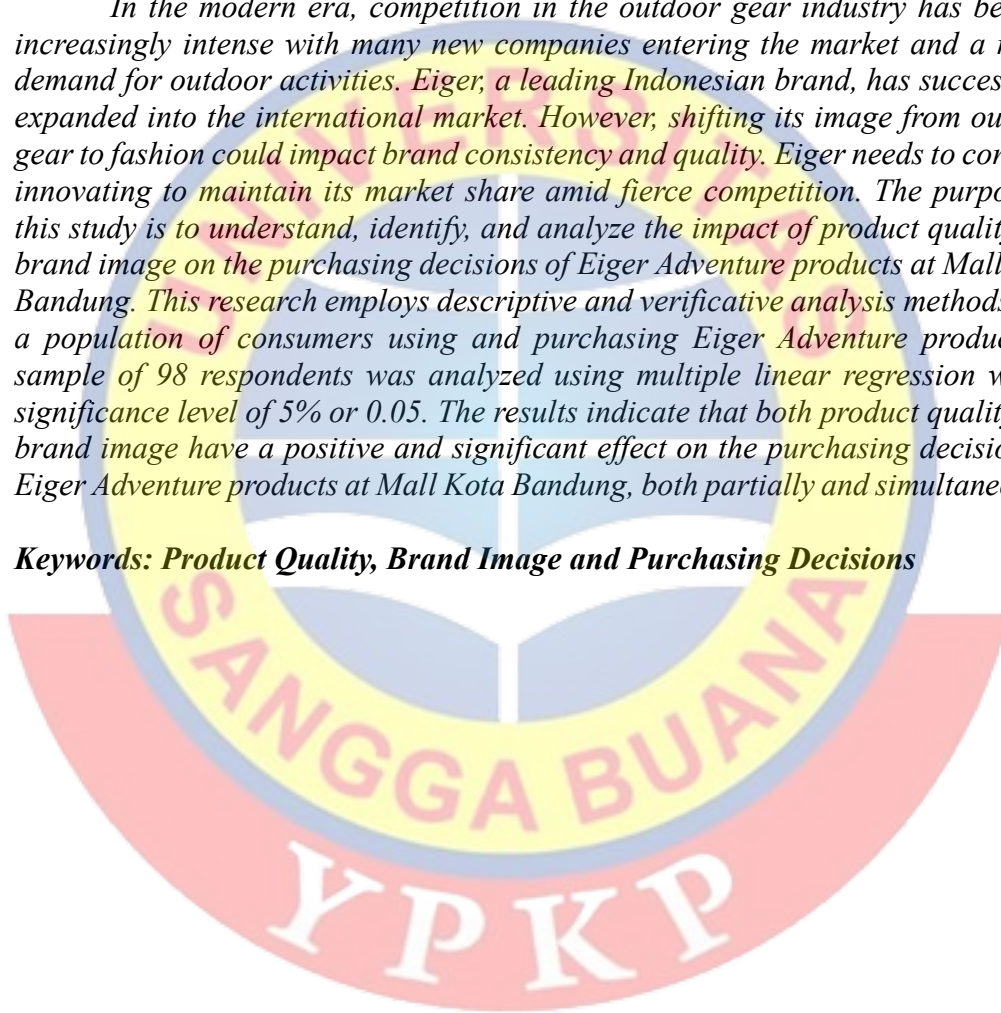 In the modern era, competition in the outdoor gear industry has be
increasingly intense with many new companies entering the market and a
demand for outdoor activities. Eiger, a leading Indonesian brand, has success
expanded into the international market. However, shifting its image from ou
gear to fashion could impact brand consistency and quality. Eiger needs to con
innovating to maintain its market share amid fierce competition. The purpo
this study is to understand, identify, and analyze the impact of product quality
brand image on the purchasing decisions of Eiger Adventure products at Mall
Bandung. This research employs descriptive and verificative analysis methods
a population of consumers using and purchasing Eiger Adventure produc
sample of 98 respondents was analyzed using multiple linear regression w
significance level of 5% or 0.05. The results indicate that both product quality
brand image have a positive and significant effect on the purchasing decisio
Eiger Adventure products at Mall Kota Bandung, both partially and simultane
Keywords: Product Quality, Brand Image and Purchasing Decisions
UNIVERSITAS
SANGGA BUANA
YPKP